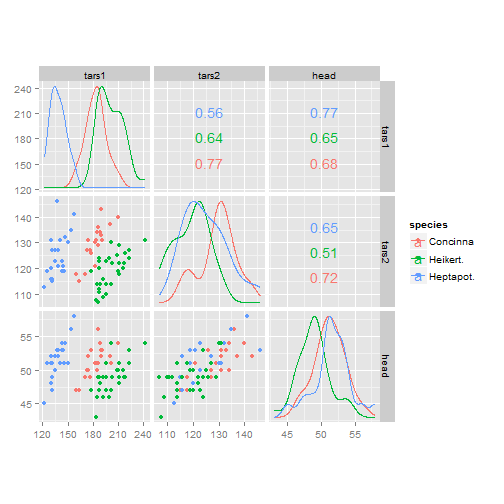 tars1 tars2 head
240
210
180
150
120
0.56 0.77
0.64 0.65
0.77 0.68
tars1
140
130
120
110
0.65
0.51
0.72
tars2
55
50
45
head
120 150 180 210 240 110 120 130 140 45 50 55
species
a Concinna
a Heikert.
a Heptapot.